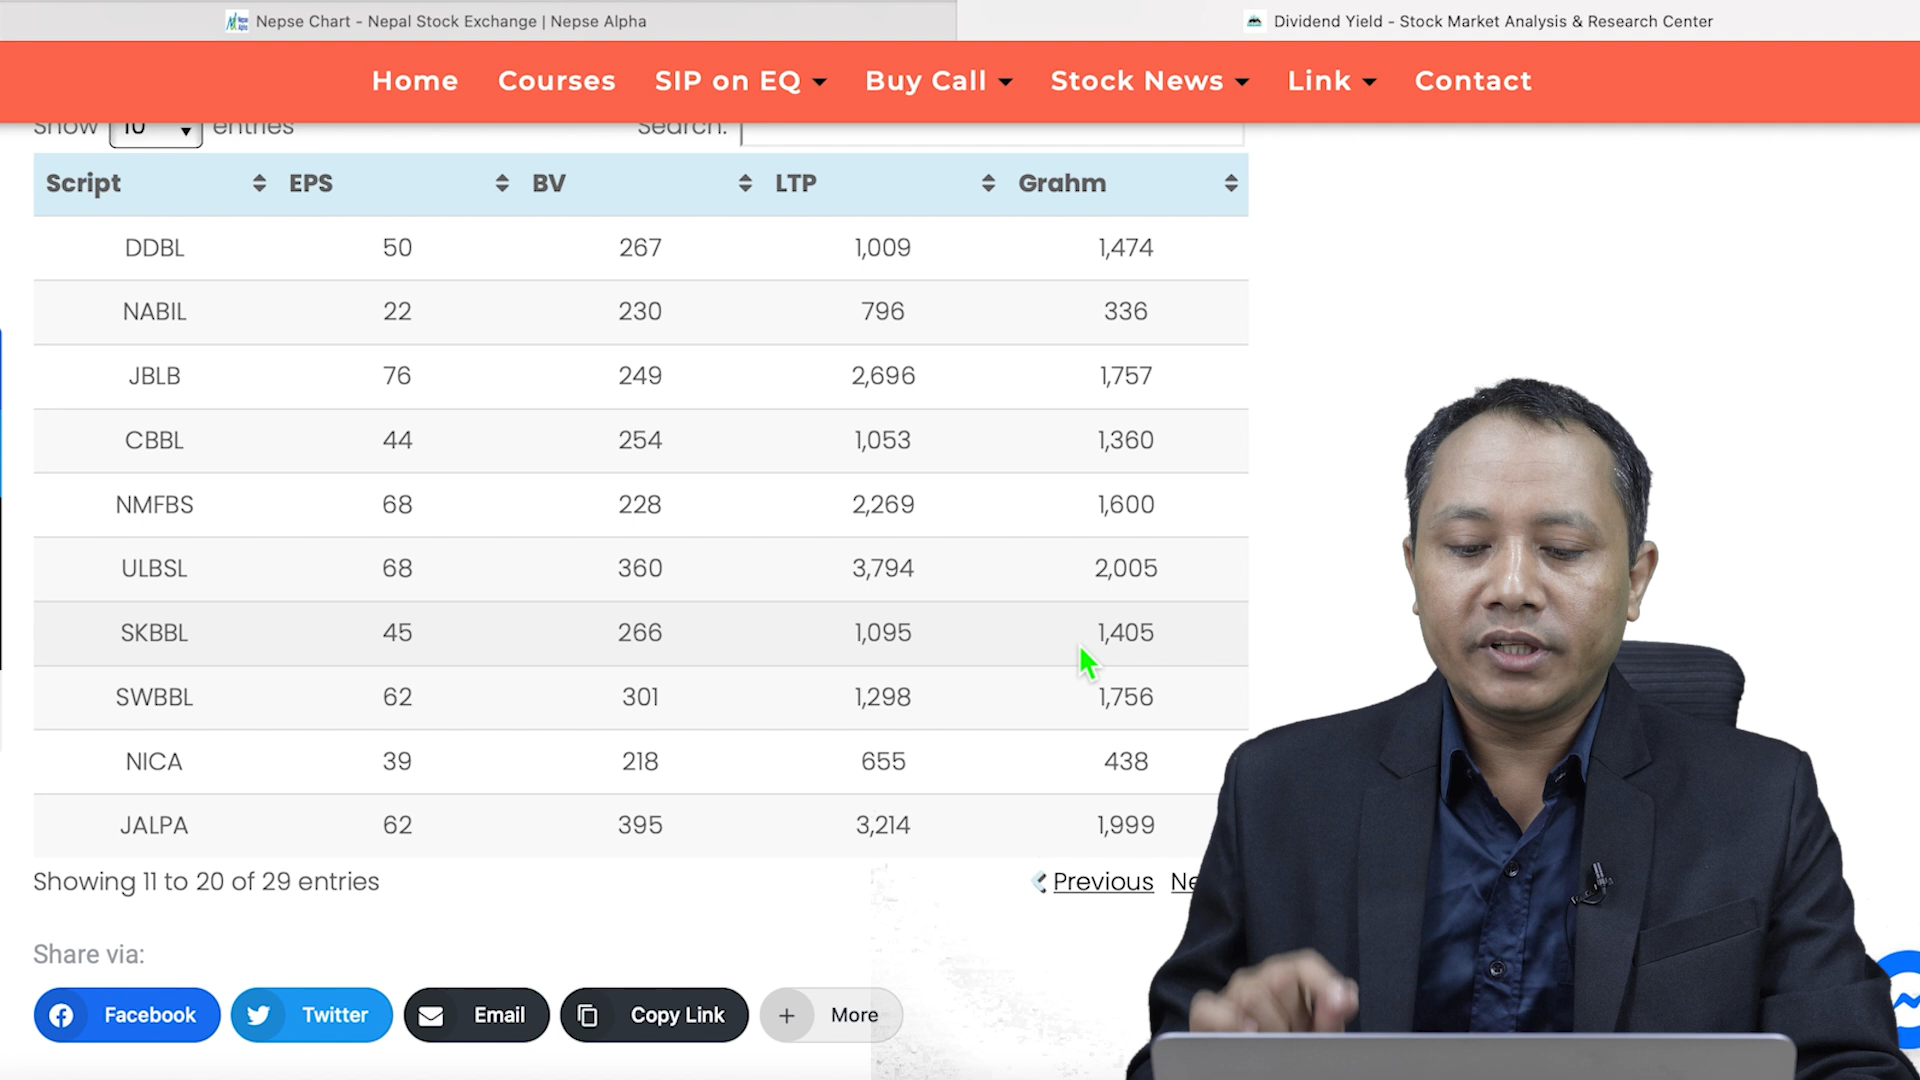 Nepse Chart - Nepal Stock Exchange | Nepse Alpha
Dividend Yield - Stock Market Analysis & Research Center
Home Courses SIP on EQ Buy Call Stock News Link Contact
Show 10 entries Search:
Script EPS BV LTP Grahm
DDBL 50 267 1,009 1,474
NABIL 22 230 796 336
JBLB 76 249 2,696 1,757
CBBL 44 254 1,053 1,360
NMFBS 68 228 2,269 1,600
ULBSL 68 360 3,794 2,005
SKBBL 45 266 1,095 1,405
SWBBL 62 301 1,298 1,756
NICA 39 218 655 438
JALPA 62 395 3,214 1,999
Showing 11 to 20 of 29 entries Previous
Share via:
Facebook Twitter Email Copy Link + More